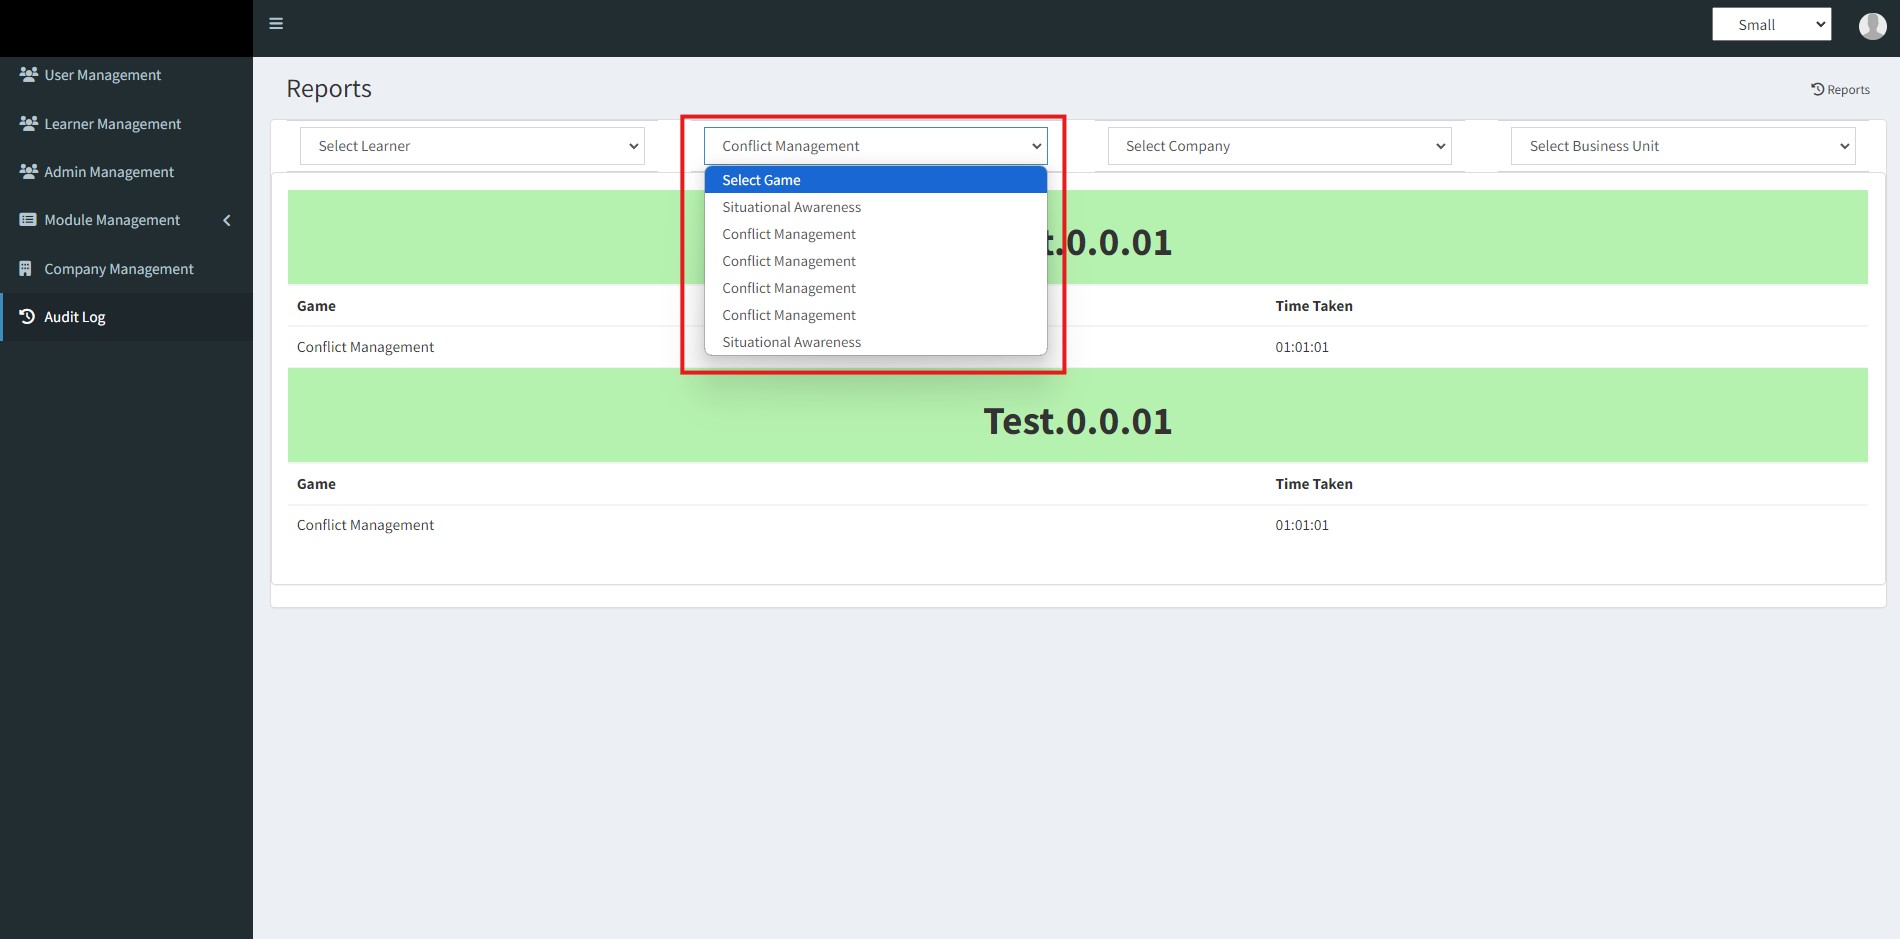 Small
User Management
Learner Management
Admin Management
Module Management
Company Management
Audit Log
Reports
Reports
Select Learner
Conflict Management
Select Company
Select Business Unit
Select Game
Situational Awareness
Conflict Management
Conflict Management
Conflict Management
Conflict Management
Situational Awareness
t.0.0.01
Game Time Taken
Conflict Management 01:01:01
Test.0.0.01
Game Time Taken
Conflict Management 01:01:01